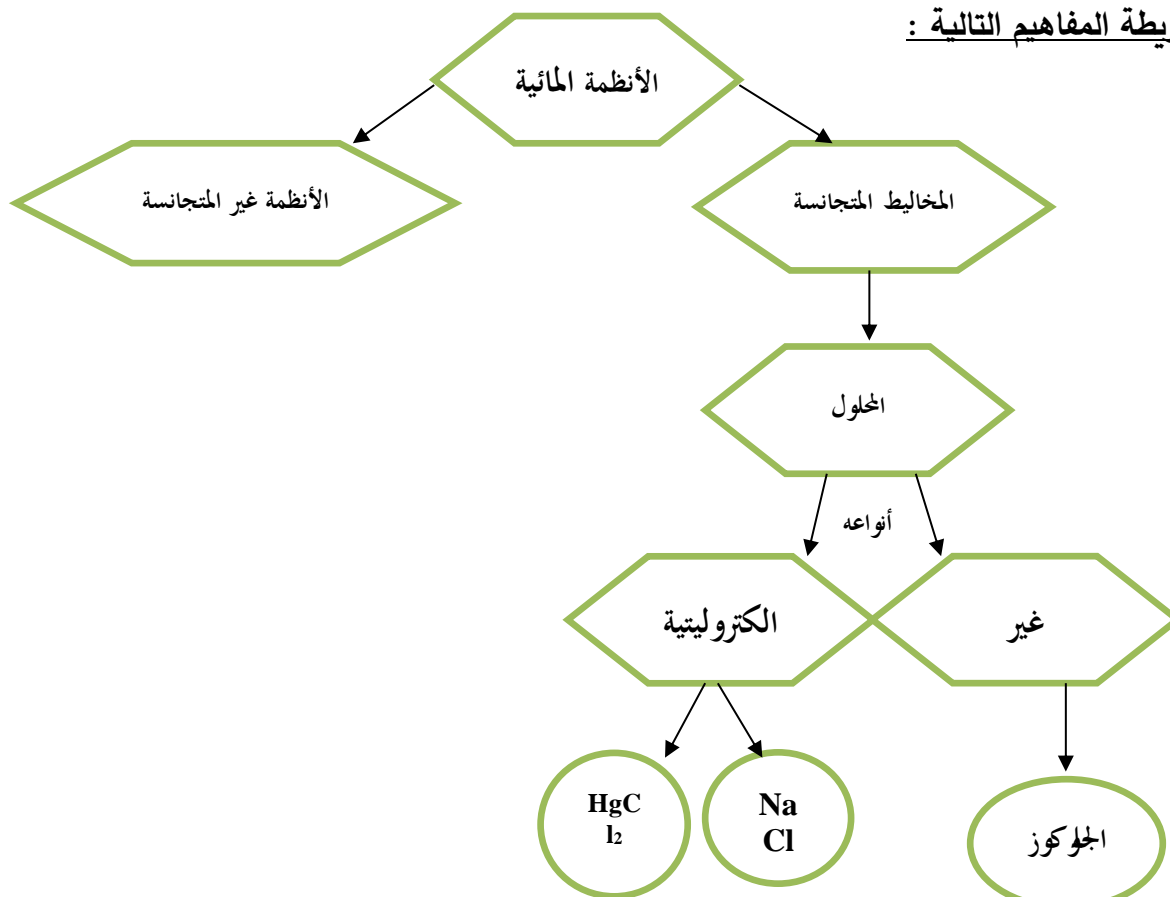 يطة المفاهيم التالية :
الأنظمة المائية
المخاليط المتجانسة
الأنظمة غير المتجانسة
المحلول
أنواعه
غير
الكتروليتية
HgC
l₂
Na
Cl
الجلوكوز